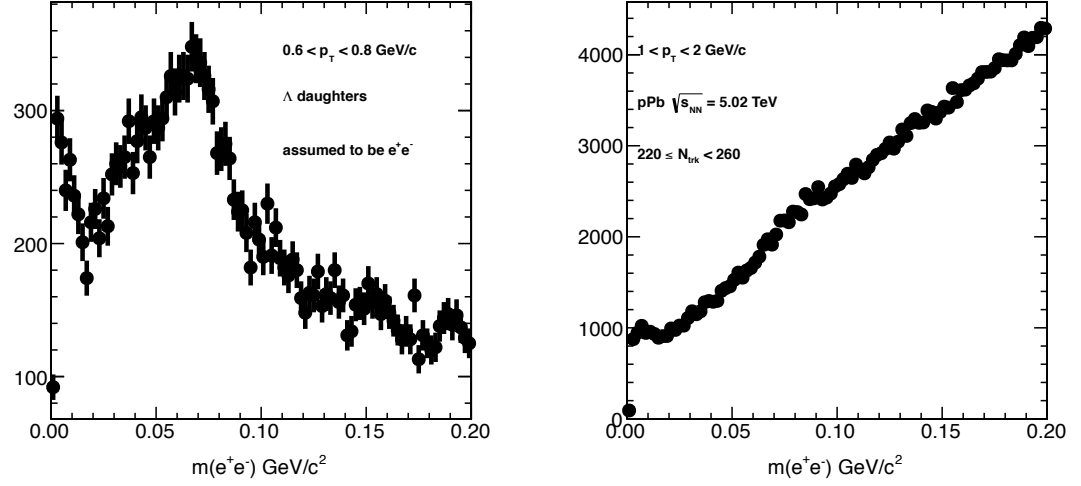 300
200
100
0.00 0.05 0.10 0.15 0.20
m(e⁺e⁻) GeV/c²
0.6 < p_T < 0.8 GeV/c
Λ daughters
assumed to be e⁺e⁻
4000
3000
2000
1000
0
0.00 0.05 0.10 0.15 0.20
m(e⁺e⁻) GeV/c²
1 < p_T < 2 GeV/c
pPb √s_NN = 5.02 TeV
220 ≤ N_trk < 260